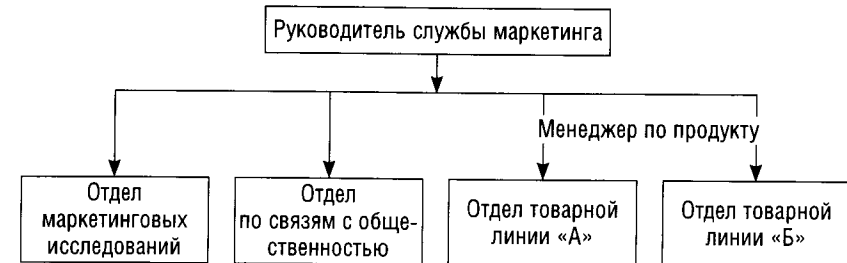 Руководитель службы маркетинга
Менеджер по продукту
Отдел
маркетинговых
исследований
Отдел
по связям с обще-
ственностью
Отдел товарной
линии «А»
Отдел товарной
линии «Б»